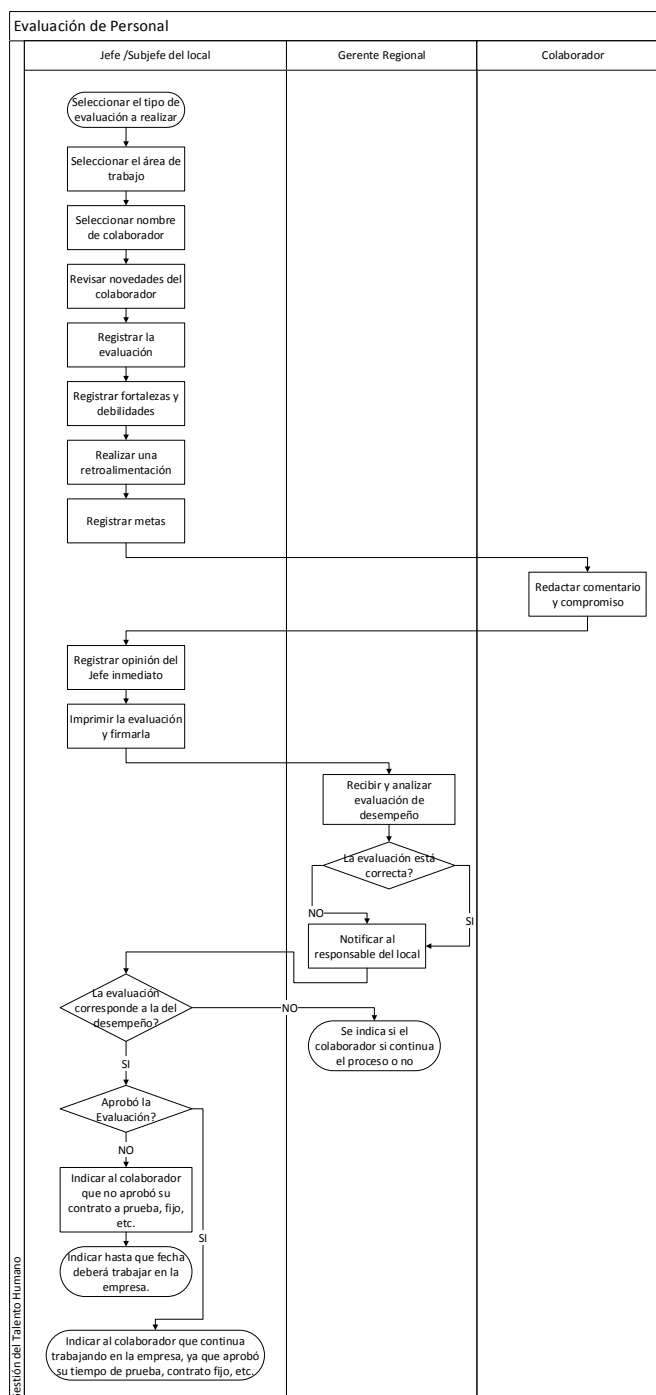 Evaluación de Personal
Jefe /Subjefe del local
Gerente Regional
Colaborador
Seleccionar el tipo de
evaluación a realizar
Seleccionar el área de
trabajo
Seleccionar nombre
de colaborador
Revisar novedades del
colaborador
Registrar la
evaluación
Registrar fortalezas y
debilidades
Realizar una
retroalimentación
Registrar metas
Redactar comentario
y compromiso
Registrar opinión del
Jefe inmediato
Imprimir la evaluación
y firmarla
Recibir y analizar
evaluación de
desempeño
La evaluación está
correcta?
NO
SI
Notificar al
responsable del local
La evaluación
corresponde a la del
desempeño?
NO
Se indica si el
colaborador si continua
el proceso o no
SI
Aprobó la
Evaluación?
NO
SI
Indicar al colaborador
que no aprobó su
contrato a prueba, fijo,
etc.
Indicar hasta que fecha
deberá trabajar en la
empresa.
Indicar al colaborador que continua
trabajando en la empresa, ya que aprobó
su tiempo de prueba, contrato fijo, etc.
Gestión del Talento Humano